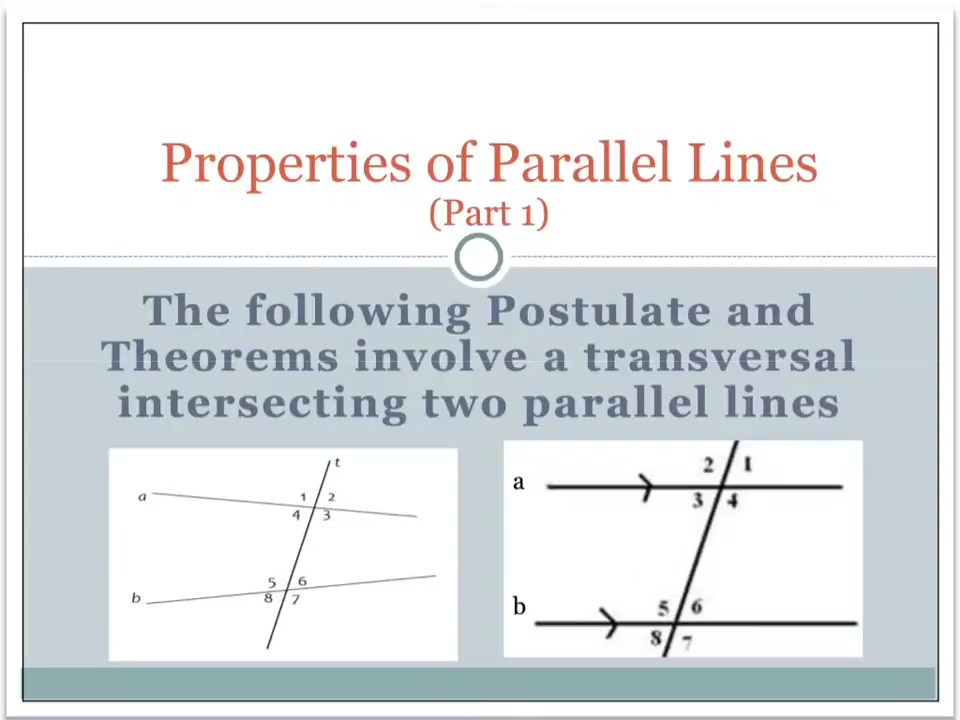 Properties of Parallel Lines
(Part 1)
The following Postulate and
Theorems involve a transversal
intersecting two parallel lines
t
a
1 2
4 3
5 6
b
8 7
2 1
a
3 4
5 6
b
8 7